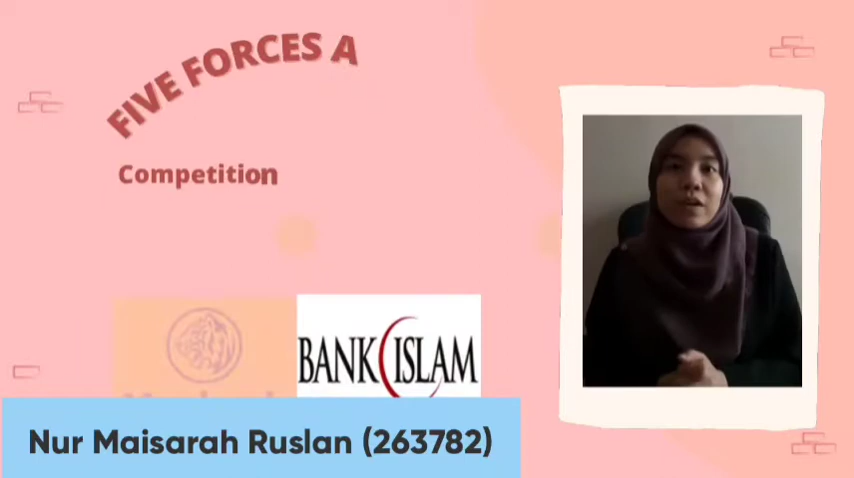 FIVE FORCES A
Competition
BANK ISLAM
Nur Maisarah Ruslan (263782)